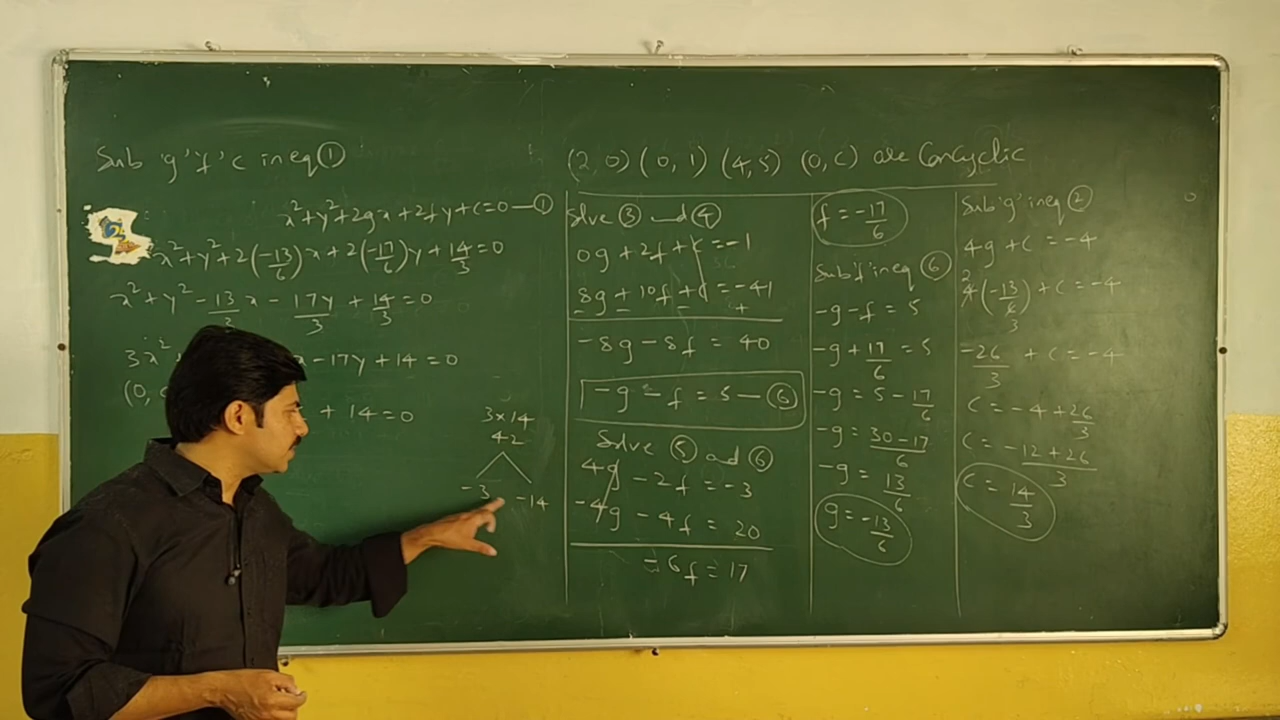 Sub 'g' 'f' 'c' in eq ①
x² + y² + 2gx + 2fy + c = 0 — ①
x² + y² + 2(-13/6)x + 2(-17/6)y + 14/3 = 0
x² + y² - 13/3 x - 17y/3 + 14/3 = 0
3x² x - 17y + 14 = 0
(0, c + 14 = 0
3 × 14
42
-3 -14
(2, 0) (0, 1) (4, 5) (0, c) are Concyclic
Solve ③ and ④
0g + 2f + c = -1
8g + 10f + c = -41
- - - +
-8g - 8f = 40
-g - f = 5 — ⑥
Solve ⑤ and ⑥
4g - 2f = -3
-4g - 4f = 20
-6f = 17
f = -17/6
Sub 'f' in eq ⑥
-g - f = 5
-g + 17/6 = 5
-g = 5 - 17/6
-g = 30 - 17/6
-g = 13/6
g = -13/6
Sub 'g' in eq ②
4g + c = -4
2
4(-13/6) + c = -4
3
-26/3 + c = -4
c = -4 + 26/3
c = -12 + 26/3
c = 14/3